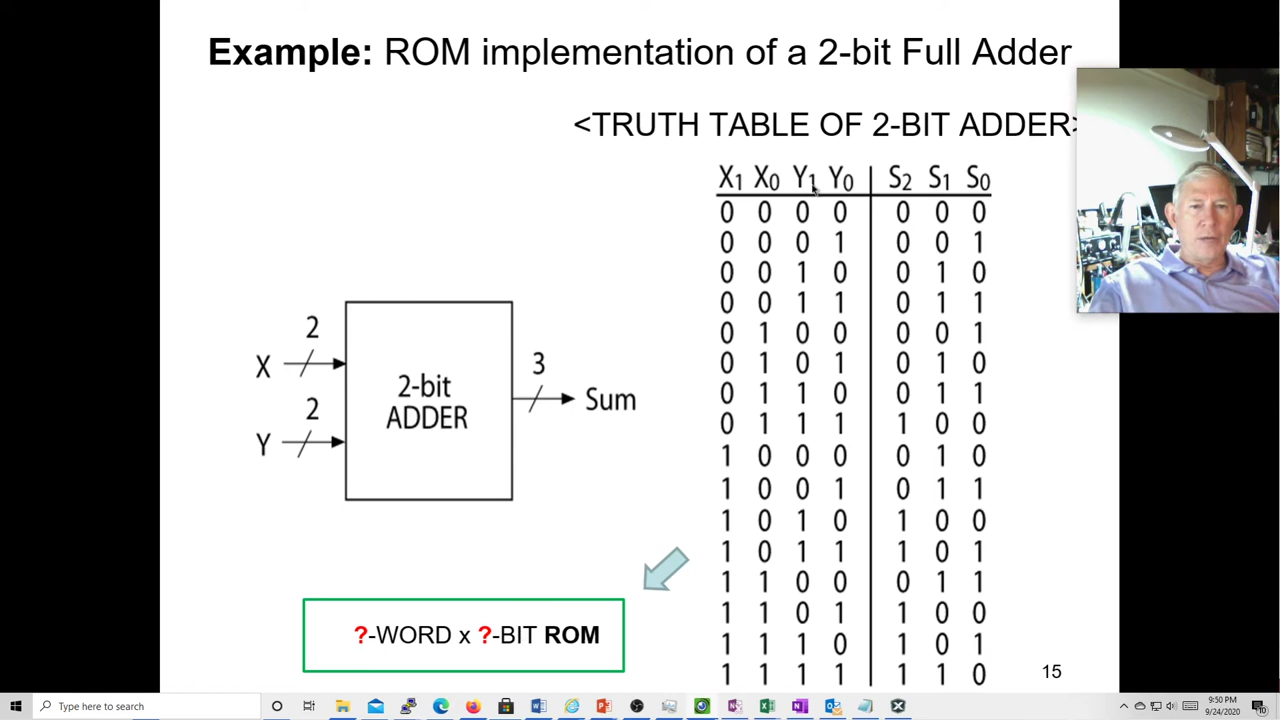 Example: ROM implementation of a 2-bit Full Adder
<TRUTH TABLE OF 2-BIT ADDER>
X1 X0 Y1 Y0 S2 S1 S0
0 0 0 0 0 0 0
0 0 0 1 0 0 1
0 0 1 0 0 1 0
0 0 1 1 0 1 1
0 1 0 0 0 0 1
0 1 0 1 0 1 0
0 1 1 0 0 1 1
0 1 1 1 1 0 0
1 0 0 0 0 1 0
1 0 0 1 0 1 1
1 0 1 0 1 0 0
1 0 1 1 1 0 1
1 1 0 0 0 1 1
1 1 0 1 1 0 0
1 1 1 0 1 0 1
1 1 1 1 1 1 0
2
X
2-bit
ADDER
3
Sum
2
Y
?-WORD x ?-BIT ROM
15
Type here to search
9:50 PM
9/24/2020